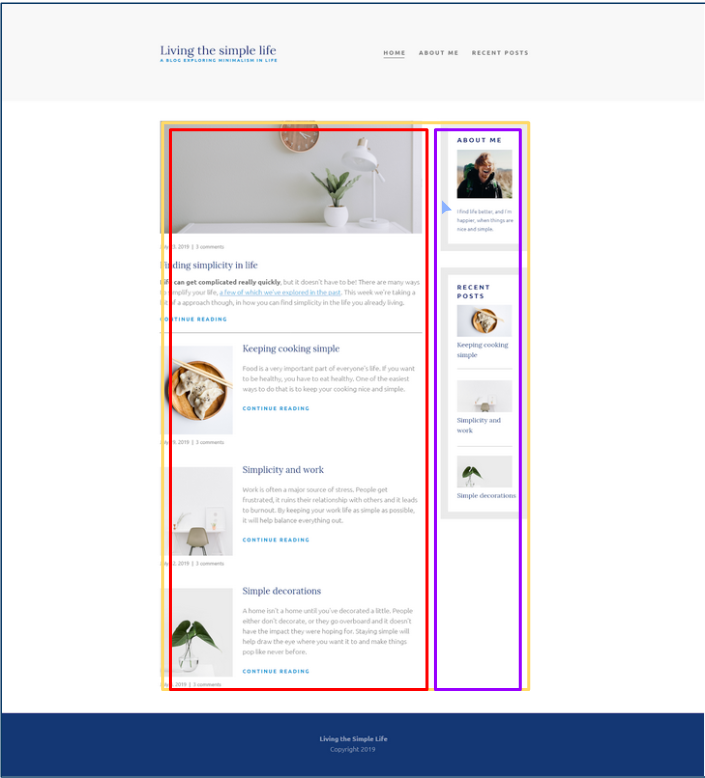 Living the simple life
A BLOG EXPLORING MINIMALISM IN LIFE
HOME ABOUT ME RECENT POSTS
3, 2019 | 3 comments
Finding simplicity in life
Life can get complicated really quickly, but it doesn't have to be! There are many ways
to simplify your life, a few of which we've explored in the past. This week we're taking a
bit of a approach though, in how you can find simplicity in the life you already living.
CONTINUE READING
Keeping cooking simple
Food is a very important part of everyone's life. If you want
to be healthy, you have to eat healthy. One of the easiest
ways to do that is to keep your cooking nice and simple.
CONTINUE READING
2019 | 3 comments
Simplicity and work
Work is often a major source of stress. People get
frustrated, it ruins their relationship with others and it leads
to burnout. By keeping your work life as simple as possible,
it will help balance everything out.
CONTINUE READING
2019 | 3 comments
Simple decorations
A home isn't a home until you've decorated a little. People
either don't decorate, or they go overboard and it doesn't
have the impact they were hoping for. Staying simple will
help draw the eye where you want it to and make things
pop like never before.
CONTINUE READING
2019 | 3 comments
ABOUT ME
I find life better, and I'm
happier, when things are
nice and simple.
RECENT
POSTS
Keeping cooking
simple
Simplicity and
work
Simple decorations
Living the Simple Life
Copyright 2019